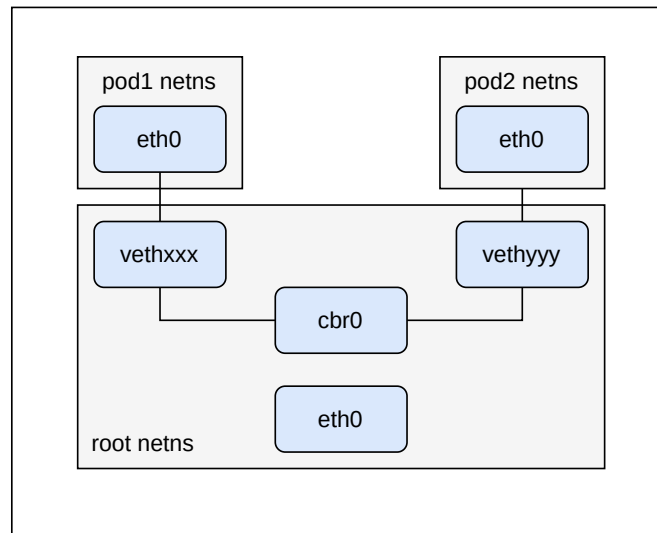 pod1 netns
eth0
pod2 netns
eth0
vethxxx
vethyyy
cbr0
eth0
root netns